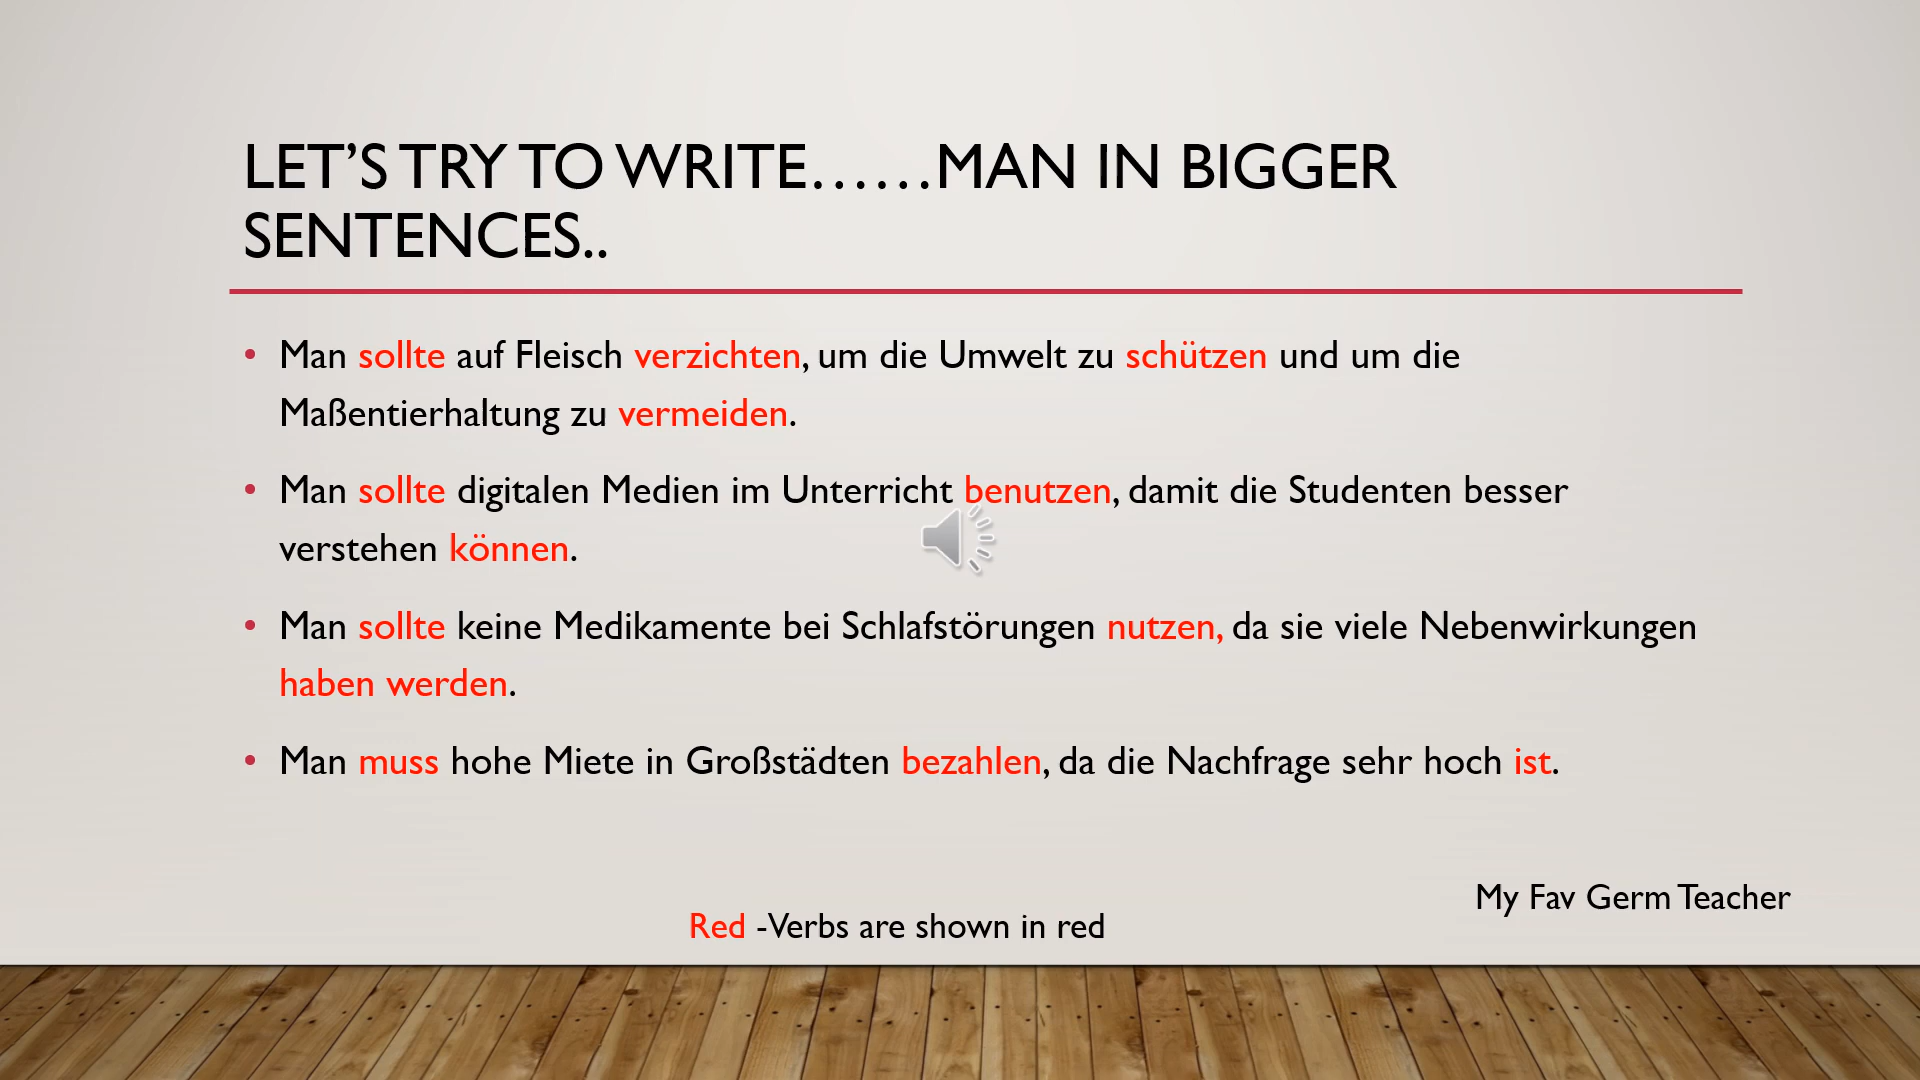 LET’S TRY TO WRITE……MAN IN BIGGER
SENTENCES..
• Man sollte auf Fleisch verzichten, um die Umwelt zu schützen und um die
Maßentierhaltung zu vermeiden.
• Man sollte digitalen Medien im Unterricht benutzen, damit die Studenten besser
verstehen können.
• Man sollte keine Medikamente bei Schlafstörungen nutzen, da sie viele Nebenwirkungen
haben werden.
• Man muss hohe Miete in Großstädten bezahlen, da die Nachfrage sehr hoch ist.
My Fav Germ Teacher
Red -Verbs are shown in red